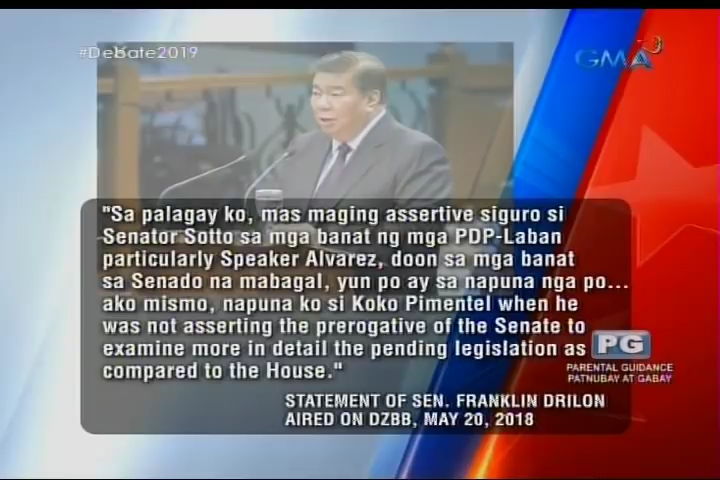 #Debate2019
GMA
"Sa palagay ko, mas maging assertive siguro si
Senator Sotto sa mga banat ng mga PDP-Laban
particularly Speaker Alvarez, doon sa mga banat
sa Senado na mabagal, yun po ay sa napuna nga po...
ako mismo, napuna ko si Koko Pimentel when he
was not asserting the prerogative of the Senate to
examine more in detail the pending legislation as
compared to the House."
PG
PARENTAL GUIDANCE
PATNUBAY AT GABAY
STATEMENT OF SEN. FRANKLIN DRILON
AIRED ON DZBB, MAY 20, 2018